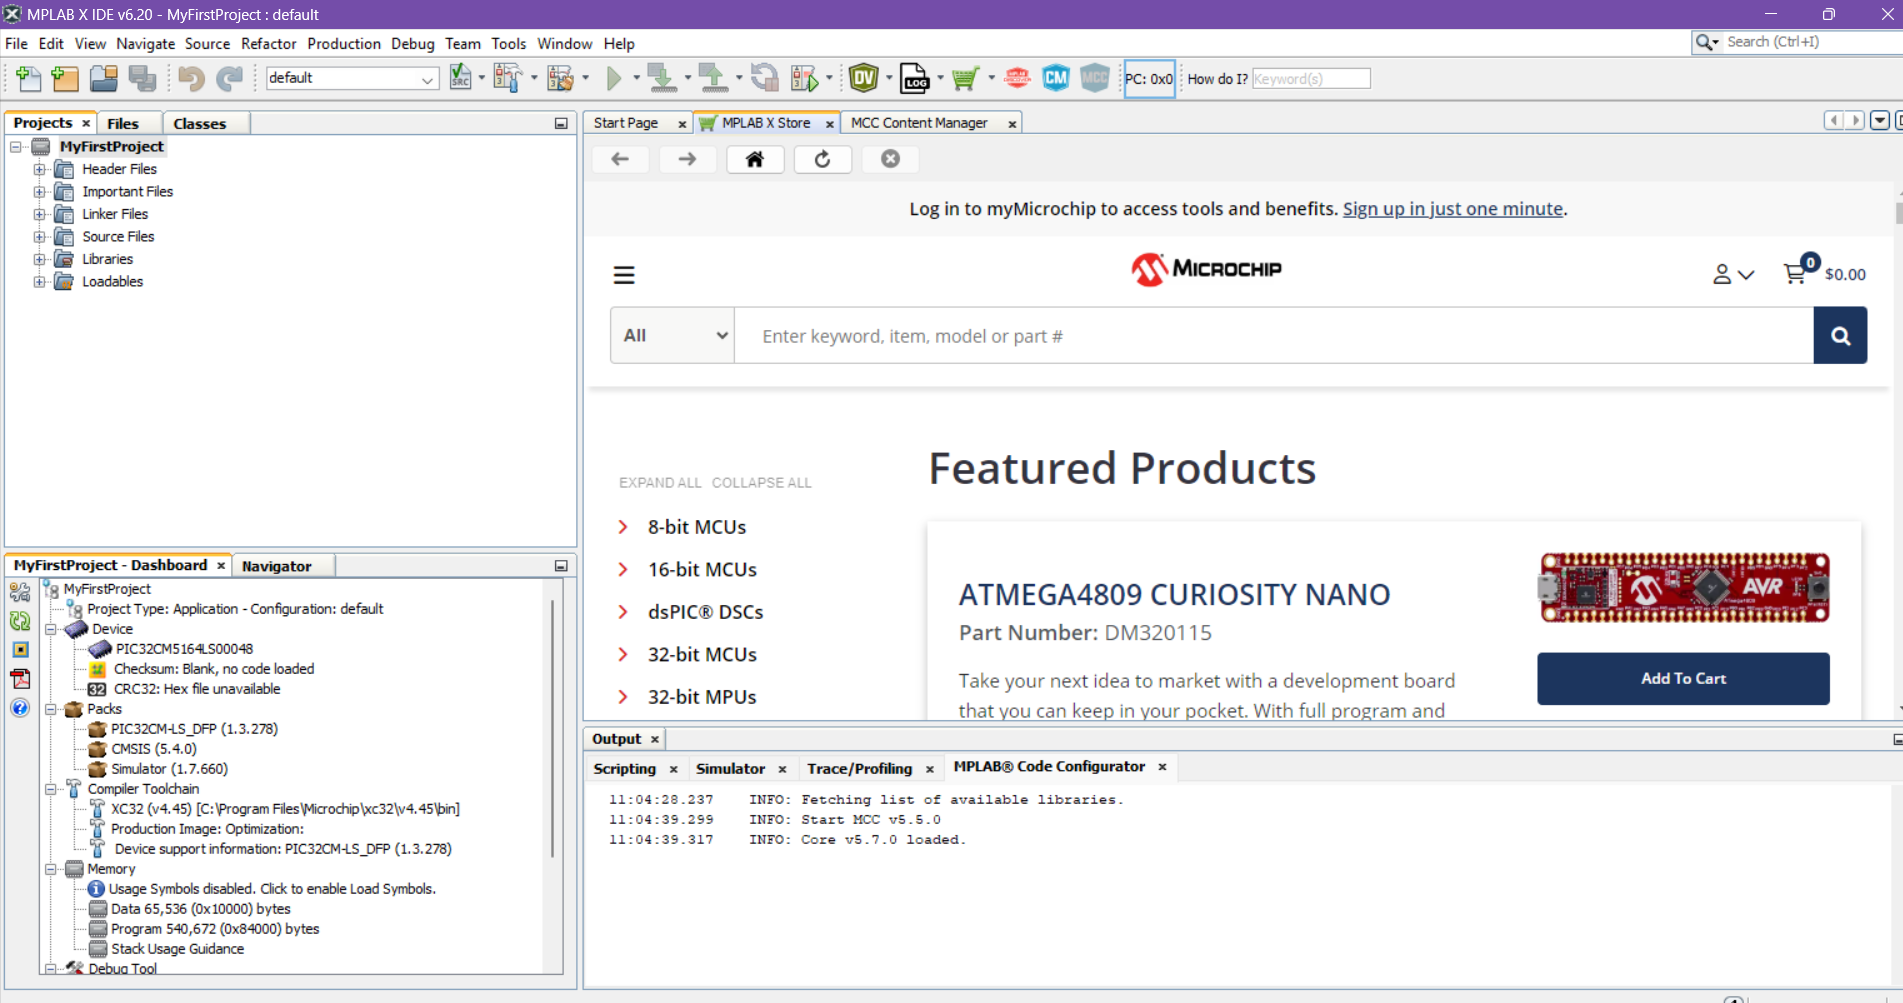 MPLAB X IDE v6.20 - MyFirstProject : default
File Edit View Navigate Source Refactor Production Debug Team Tools Window Help
Search (Ctrl+I)
default
SRC
DV
LOG
CM
MCC
PC: 0x0
How do I? Keyword(s)
Projects Files Classes
MyFirstProject
Header Files
Important Files
Linker Files
Source Files
Libraries
Loadables
MyFirstProject - Dashboard Navigator
MyFirstProject
Project Type: Application - Configuration: default
Device
PIC32CM5164LS00048
Checksum: Blank, no code loaded
32 CRC32: Hex file unavailable
Packs
PIC32CM-LS_DFP (1.3.278)
CMSIS (5.4.0)
Simulator (1.7.660)
Compiler Toolchain
XC32 (v4.45) [C:\Program Files\Microchip\xc32\v4.45\bin]
Production Image: Optimization:
Device support information: PIC32CM-LS_DFP (1.3.278)
Memory
Usage Symbols disabled. Click to enable Load Symbols.
Data 65,536 (0x10000) bytes
Program 540,672 (0x84000) bytes
Stack Usage Guidance
Debug Tool
Start Page MPLAB X Store MCC Content Manager
Log in to myMicrochip to access tools and benefits. Sign up in just one minute.
MICROCHIP
0 $0.00
All Enter keyword, item, model or part #
EXPAND ALL COLLAPSE ALL
8-bit MCUs
16-bit MCUs
dsPIC® DSCs
32-bit MCUs
32-bit MPUs
Featured Products
ATMEGA4809 CURIOSITY NANO
Part Number: DM320115
Take your next idea to market with a development board
that you can keep in your pocket. With full program and
AVR
Add To Cart
Output
Scripting Simulator Trace/Profiling MPLAB® Code Configurator
11:04:28.237 INFO: Fetching list of available libraries.
11:04:39.299 INFO: Start MCC v5.5.0
11:04:39.317 INFO: Core v5.7.0 loaded.